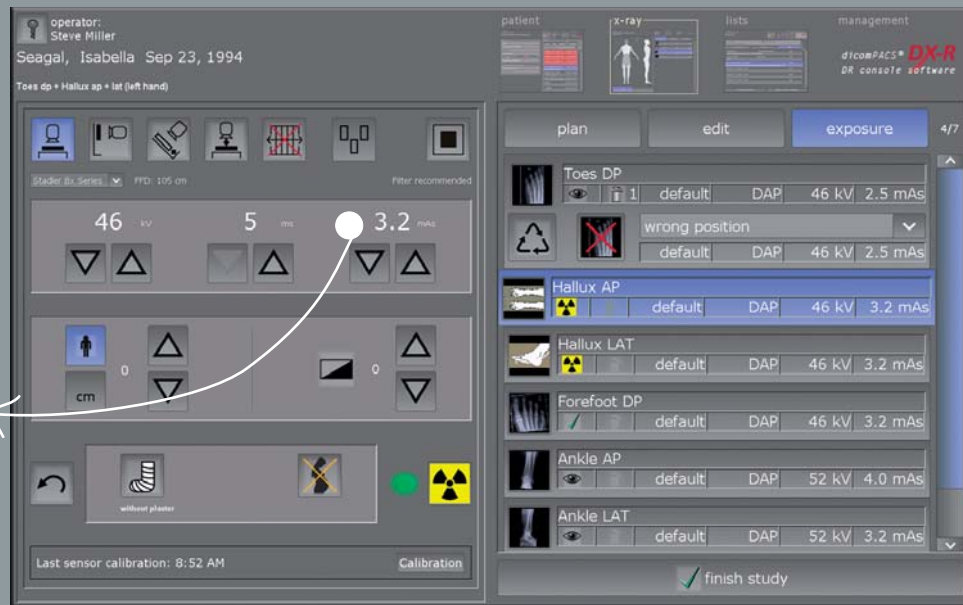 operator:
Steve Miller
Seagal, Isabella Sep 23, 1994
Toes dp + Hallux ap + lat (left hand)
patient
x-ray
lists
management
dicomPACS® DX-R
DR console software
Stadler Bx Series
FFD: 105 cm
Filter recommended
46 kV
5 ms
3.2 mAs
0
cm
0
without plaster
Last sensor calibration: 8:52 AM
Calibration
plan
edit
exposure
4/7
Toes DP
1 default DAP 46 kV 2.5 mAs
wrong position
default DAP 46 kV 2.5 mAs
Hallux AP
default DAP 46 kV 3.2 mAs
Hallux LAT
default DAP 46 kV 3.2 mAs
Forefoot DP
default DAP 46 kV 3.2 mAs
Ankle AP
default DAP 52 kV 4.0 mAs
Ankle LAT
default DAP 52 kV 3.2 mAs
finish study